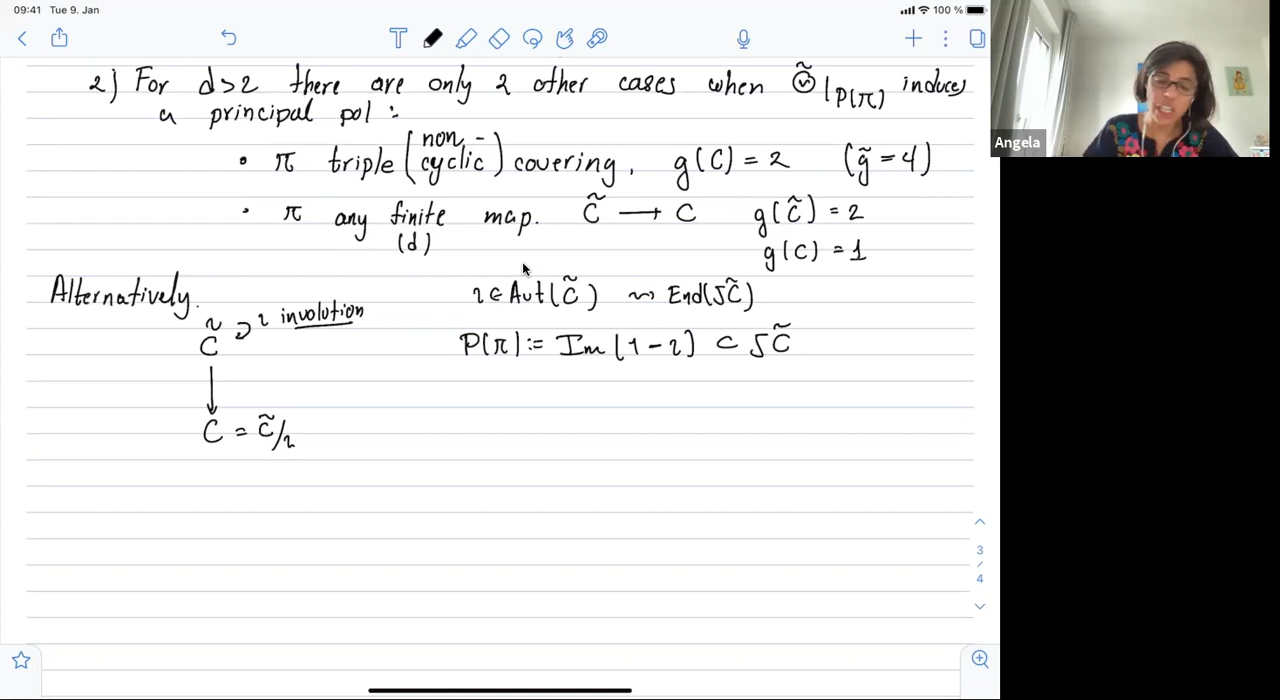 09:41 Tue 9. Jan
100 %
2) For d>2 there are only 2 other cases when Θ̃|P(π) induces
a principal pol:
• π triple (non-cyclic) covering, g(C) = 2 (g̃ = 4)
• π any finite map. C̃ → C g(C̃) = 2
(d) g(C) = 1
Alternatively.
C̃ ↻ ι involution ι ∈ Aut(C̃) ⇝ End(JC̃)
P(π) := Im(1-ι) ⊂ JC̃
↓
C = C̃/ι
3
/
4
Angela